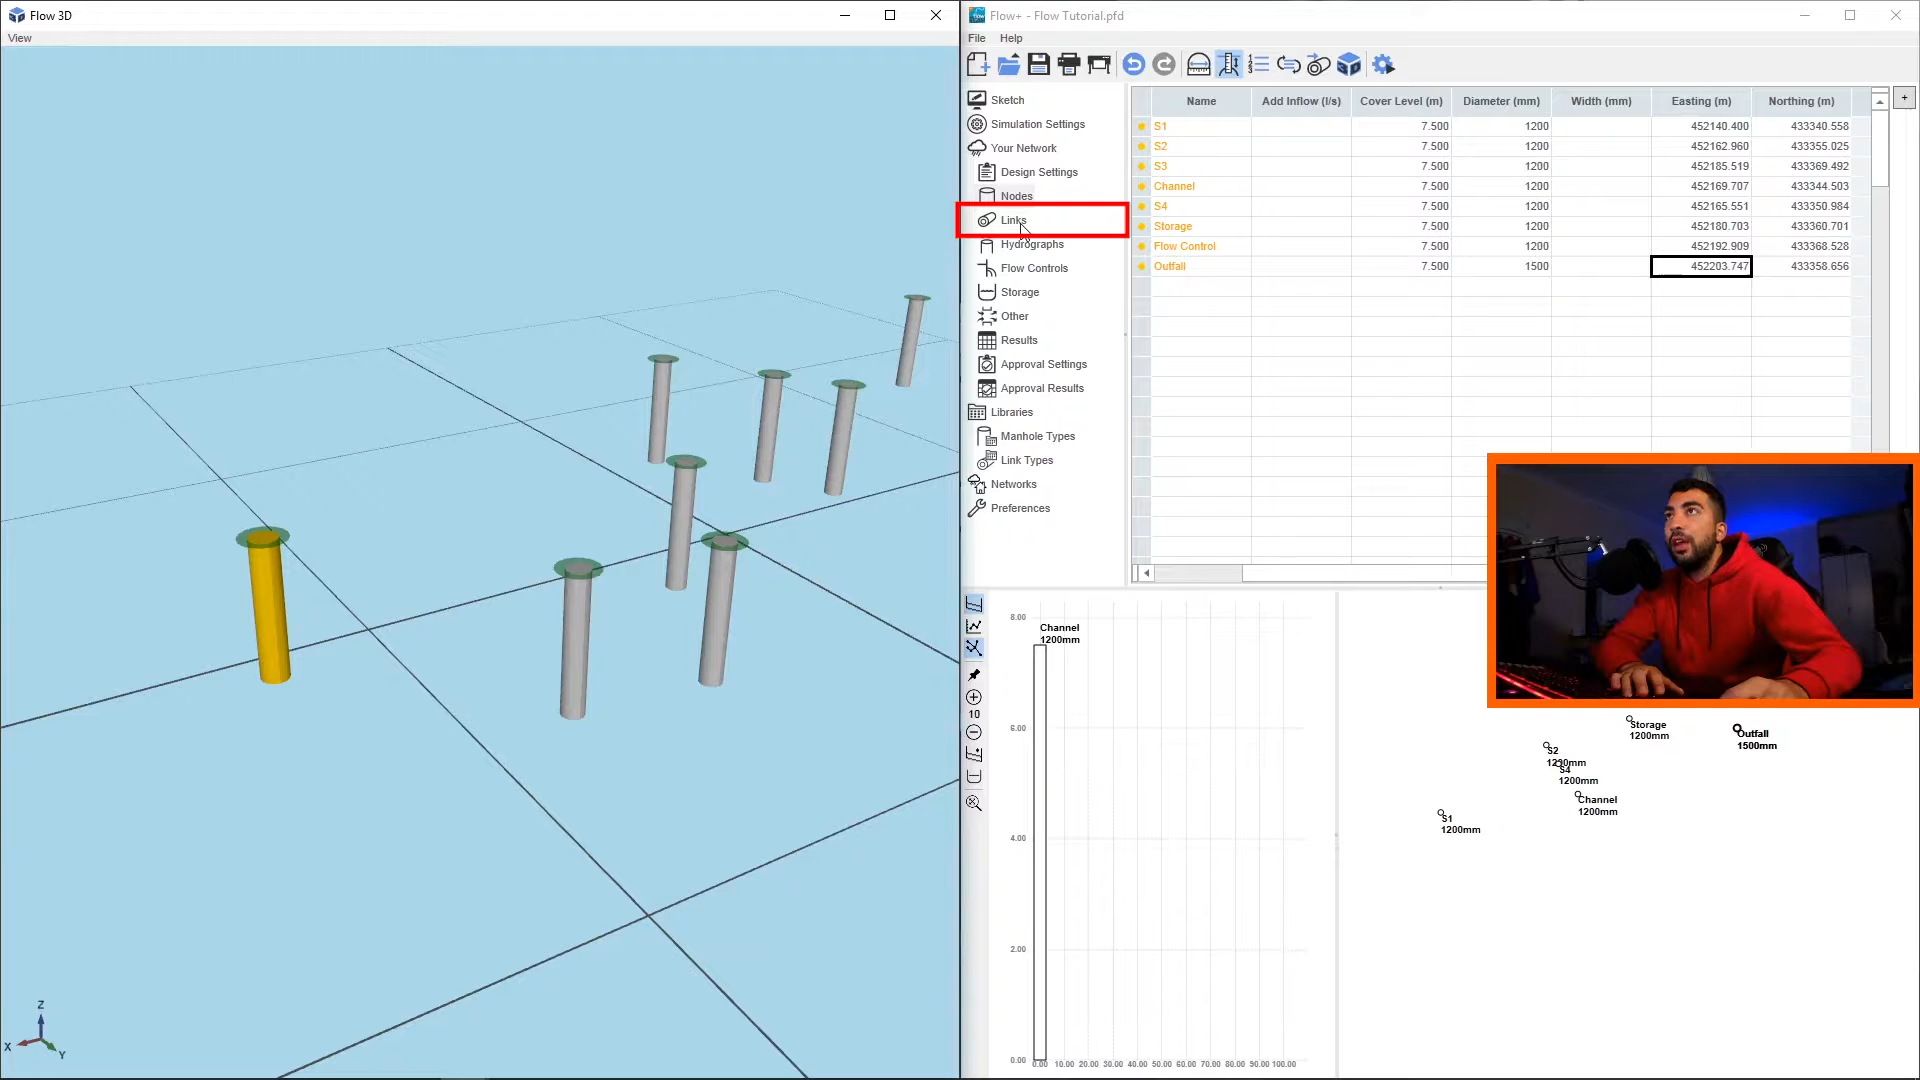 Flow 3D
View
Z
X
Y
Flow+ - Flow Tutorial.pfd
File Help
Sketch
Simulation Settings
Your Network
Design Settings
Nodes
Links
Hydrographs
Flow Controls
Storage
Other
Results
Approval Settings
Approval Results
Libraries
Manhole Types
Link Types
Networks
Preferences
Name Add Inflow (l/s) Cover Level (m) Diameter (mm) Width (mm) Easting (m) Northing (m)
S1 7.500 1200 452140.400 433340.558
S2 7.500 1200 452162.960 433355.025
S3 7.500 1200 452185.519 433369.492
Channel 7.500 1200 452169.707 433344.503
S4 7.500 1200 452165.551 433350.984
Storage 7.500 1200 452180.703 433360.701
Flow Control 7.500 1200 452192.909 433368.528
Outfall 7.500 1500 452203.747 433358.656
+
10
8.00
6.00
4.00
2.00
0.00
Channel
1200mm
0.00 10.00 20.00 30.00 40.00 50.00 60.00 70.00 80.00 90.00 100.00
Storage
1200mm
Outfall
1500mm
S2
1200mm
S4
1200mm
Channel
1200mm
S1
1200mm